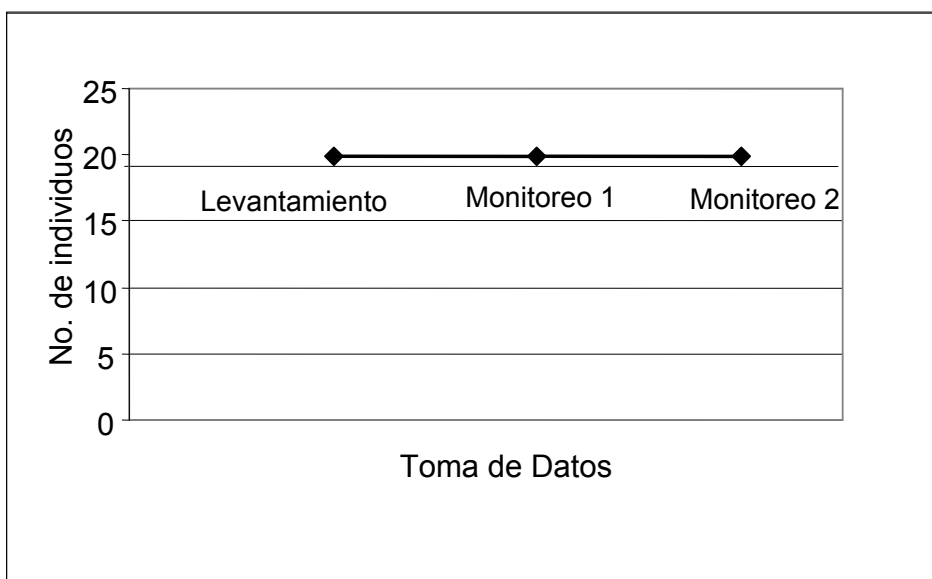 25
20
15
10
5
0
No. de individuos
Levantamiento
Monitoreo 1
Monitoreo 2
Toma de Datos